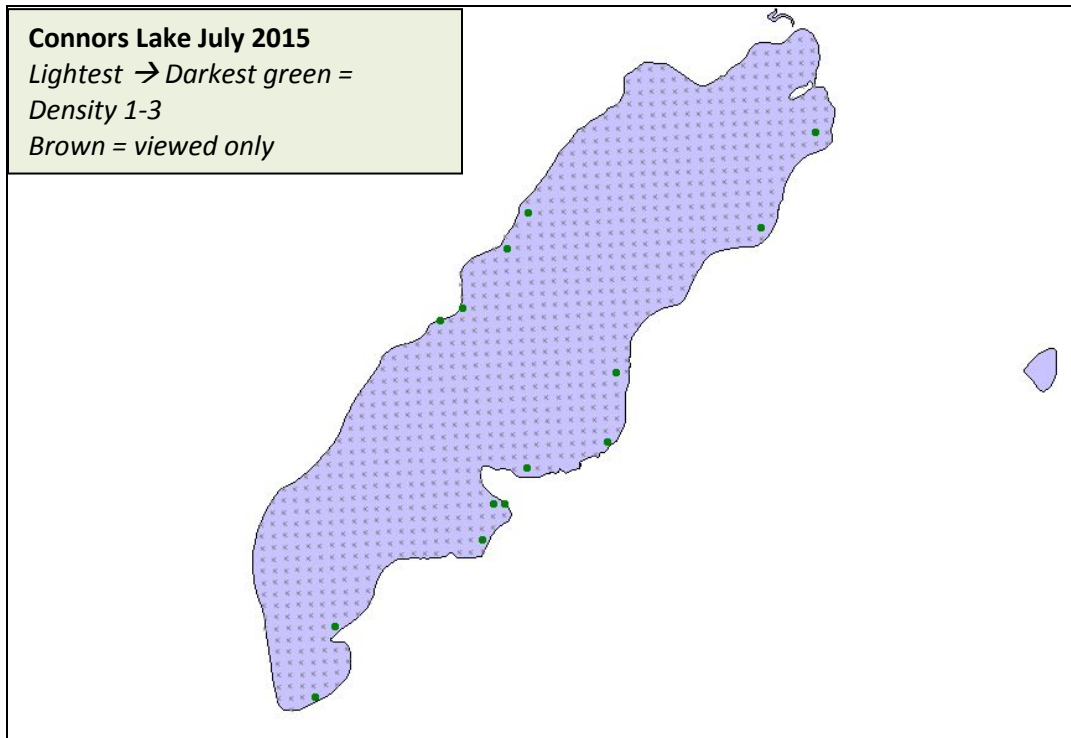 Connors Lake July 2015
Lightest → Darkest green =
Density 1-3
Brown = viewed only